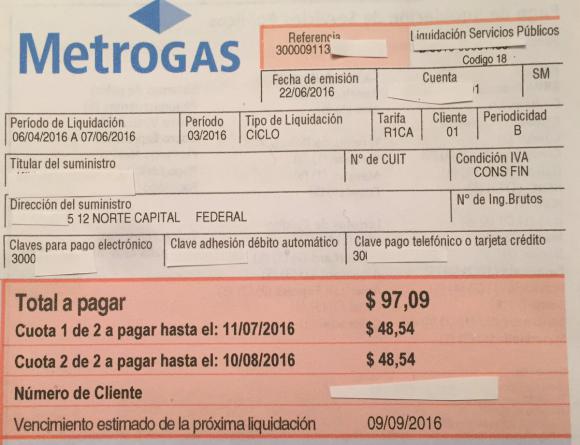 MetroGAS
Referencia
300009113
Liquidación Servicios Públicos
Codigo 18
Fecha de emisión
22/06/2016
Cuenta
1
SM
Período de Liquidación
06/04/2016 A 07/06/2016
Período
03/2016
Tipo de Liquidación
CICLO
Tarifa
R1CA
Cliente
01
Periodicidad
B
Titular del suministro
N° de CUIT
Condición IVA
CONS FIN
Dirección del suministro
5 12 NORTE CAPITAL FEDERAL
N° de Ing.Brutos
Claves para pago electrónico
3000
Clave adhesión débito automático
Clave pago telefónico o tarjeta crédito
30
Total a pagar $ 97,09
Cuota 1 de 2 a pagar hasta el: 11/07/2016 $ 48,54
Cuota 2 de 2 a pagar hasta el: 10/08/2016 $ 48,54
Número de Cliente
Vencimiento estimado de la próxima liquidación 09/09/2016